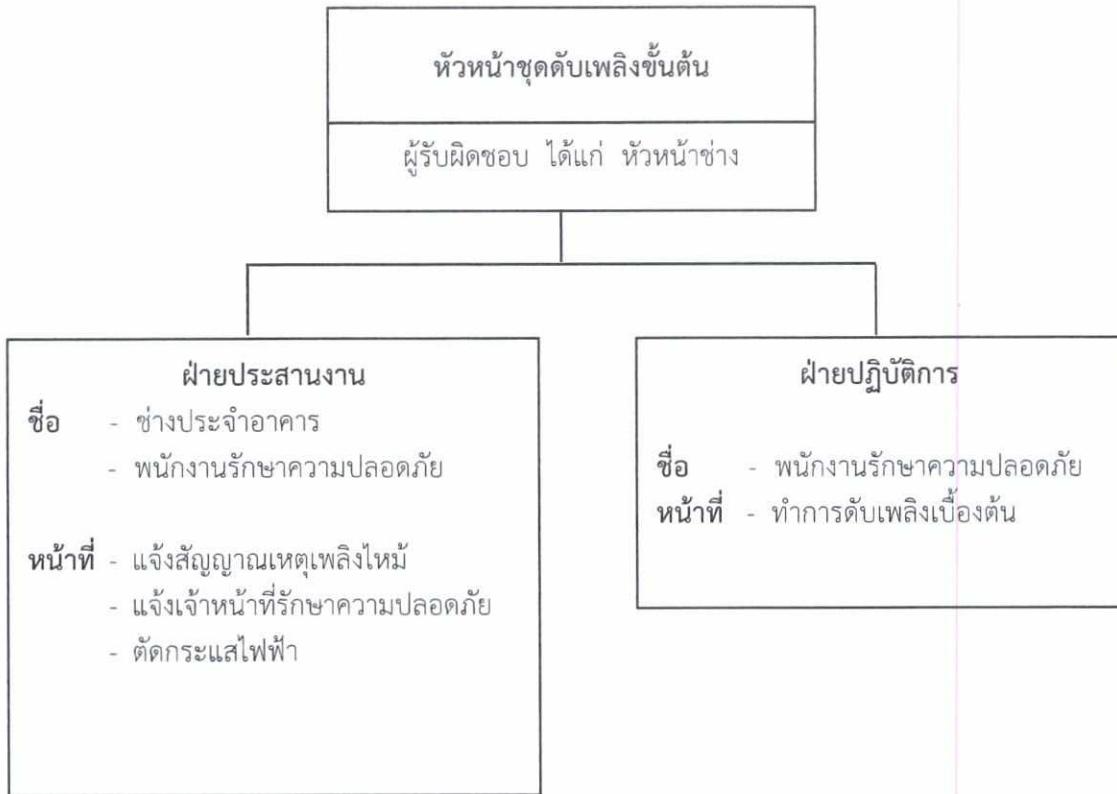 หัวหน้าชุดดับเพลิงขั้นต้น
ผู้รับผิดชอบ ได้แก่ หัวหน้าช่าง
ฝ่ายประสานงาน
ชื่อ - ช่างประจำอาคาร
- พนักงานรักษาความปลอดภัย
หน้าที่ - แจ้งสัญญาณเหตุเพลิงไหม้
- แจ้งเจ้าหน้าที่รักษาความปลอดภัย
- ตัดกระแสไฟฟ้า
ฝ่ายปฏิบัติการ
ชื่อ - พนักงานรักษาความปลอดภัย
หน้าที่ - ทำการดับเพลิงเบื้องต้น